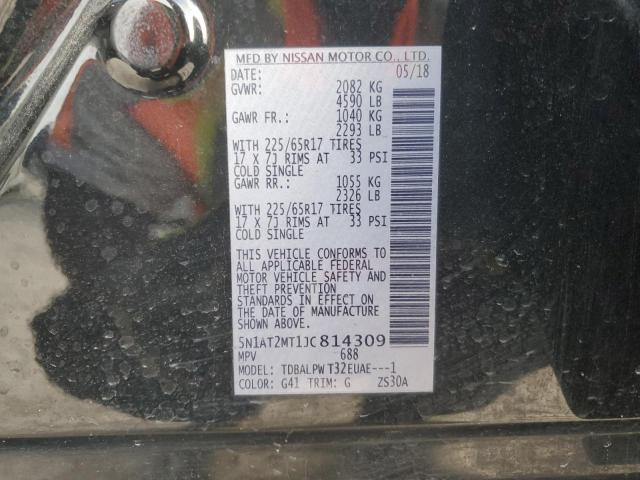 MFD BY NISSAN MOTOR CO., LTD.
DATE: 05/18
GVWR: 2082 KG
4590 LB
GAWR FR.: 1040 KG
2293 LB
WITH 225/65R17 TIRES
17 X 7J RIMS AT 33 PSI
COLD SINGLE
GAWR RR.: 1055 KG
2326 LB
WITH 225/65R17 TIRES
17 X 7J RIMS AT 33 PSI
COLD SINGLE
THIS VEHICLE CONFORMS TO
ALL APPLICABLE FEDERAL
MOTOR VEHICLE SAFETY AND
THEFT PREVENTION
STANDARDS IN EFFECT ON
THE DATE OF MANUFACTURE
SHOWN ABOVE.
5N1AT2MT1JC814309
MPV 688
MODEL: TDBALPW T32EUAE---1
COLOR: G41 TRIM: G ZS30A